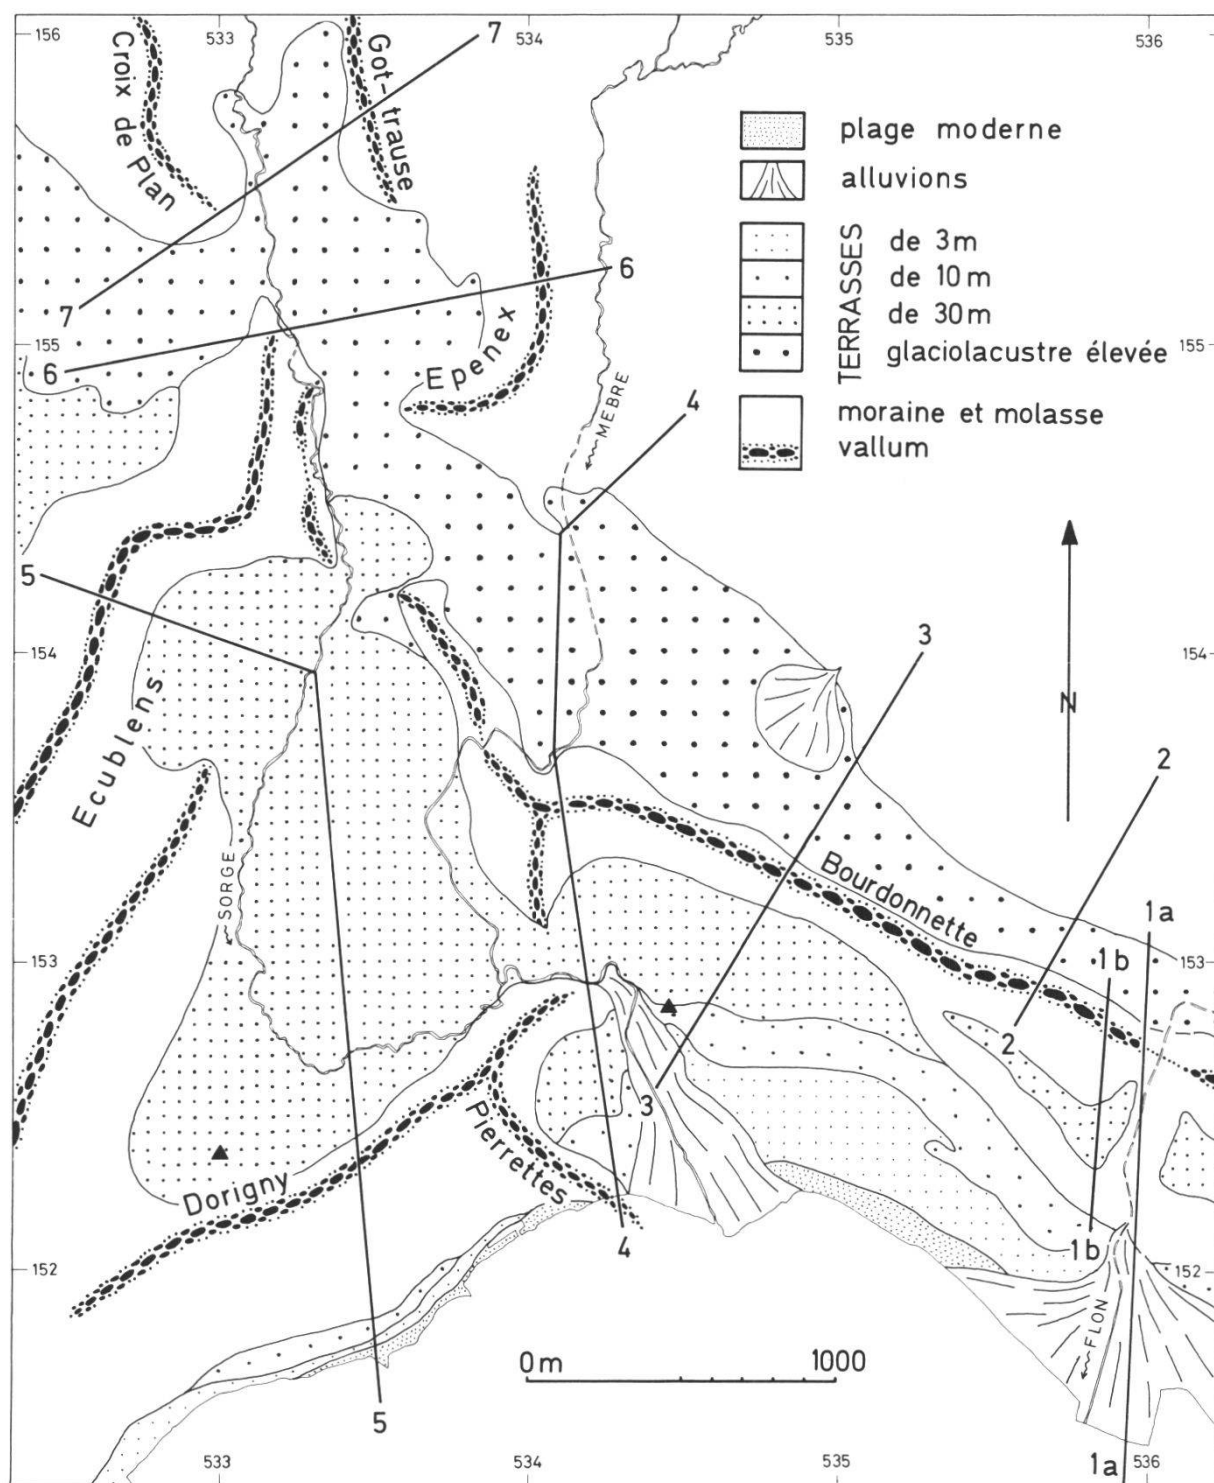 156
533
534
535
536
7
Croix de Plan
Got-trause
plage moderne
alluvions
TERRASSES
de 3m
de 10 m
de 30m
glaciolacustre élevée
moraine et molasse
vallum
6
7
155
155
6
Epenex
MEBRE
4
5
154
154
3
N
Ecublens
2
SORGE
Bourdonnette
1a
153
1b
153
2
3
Pierrettes
Dorigny
4
1b
152
152
FLON
0m
1000
5
1a
533
534
535
536